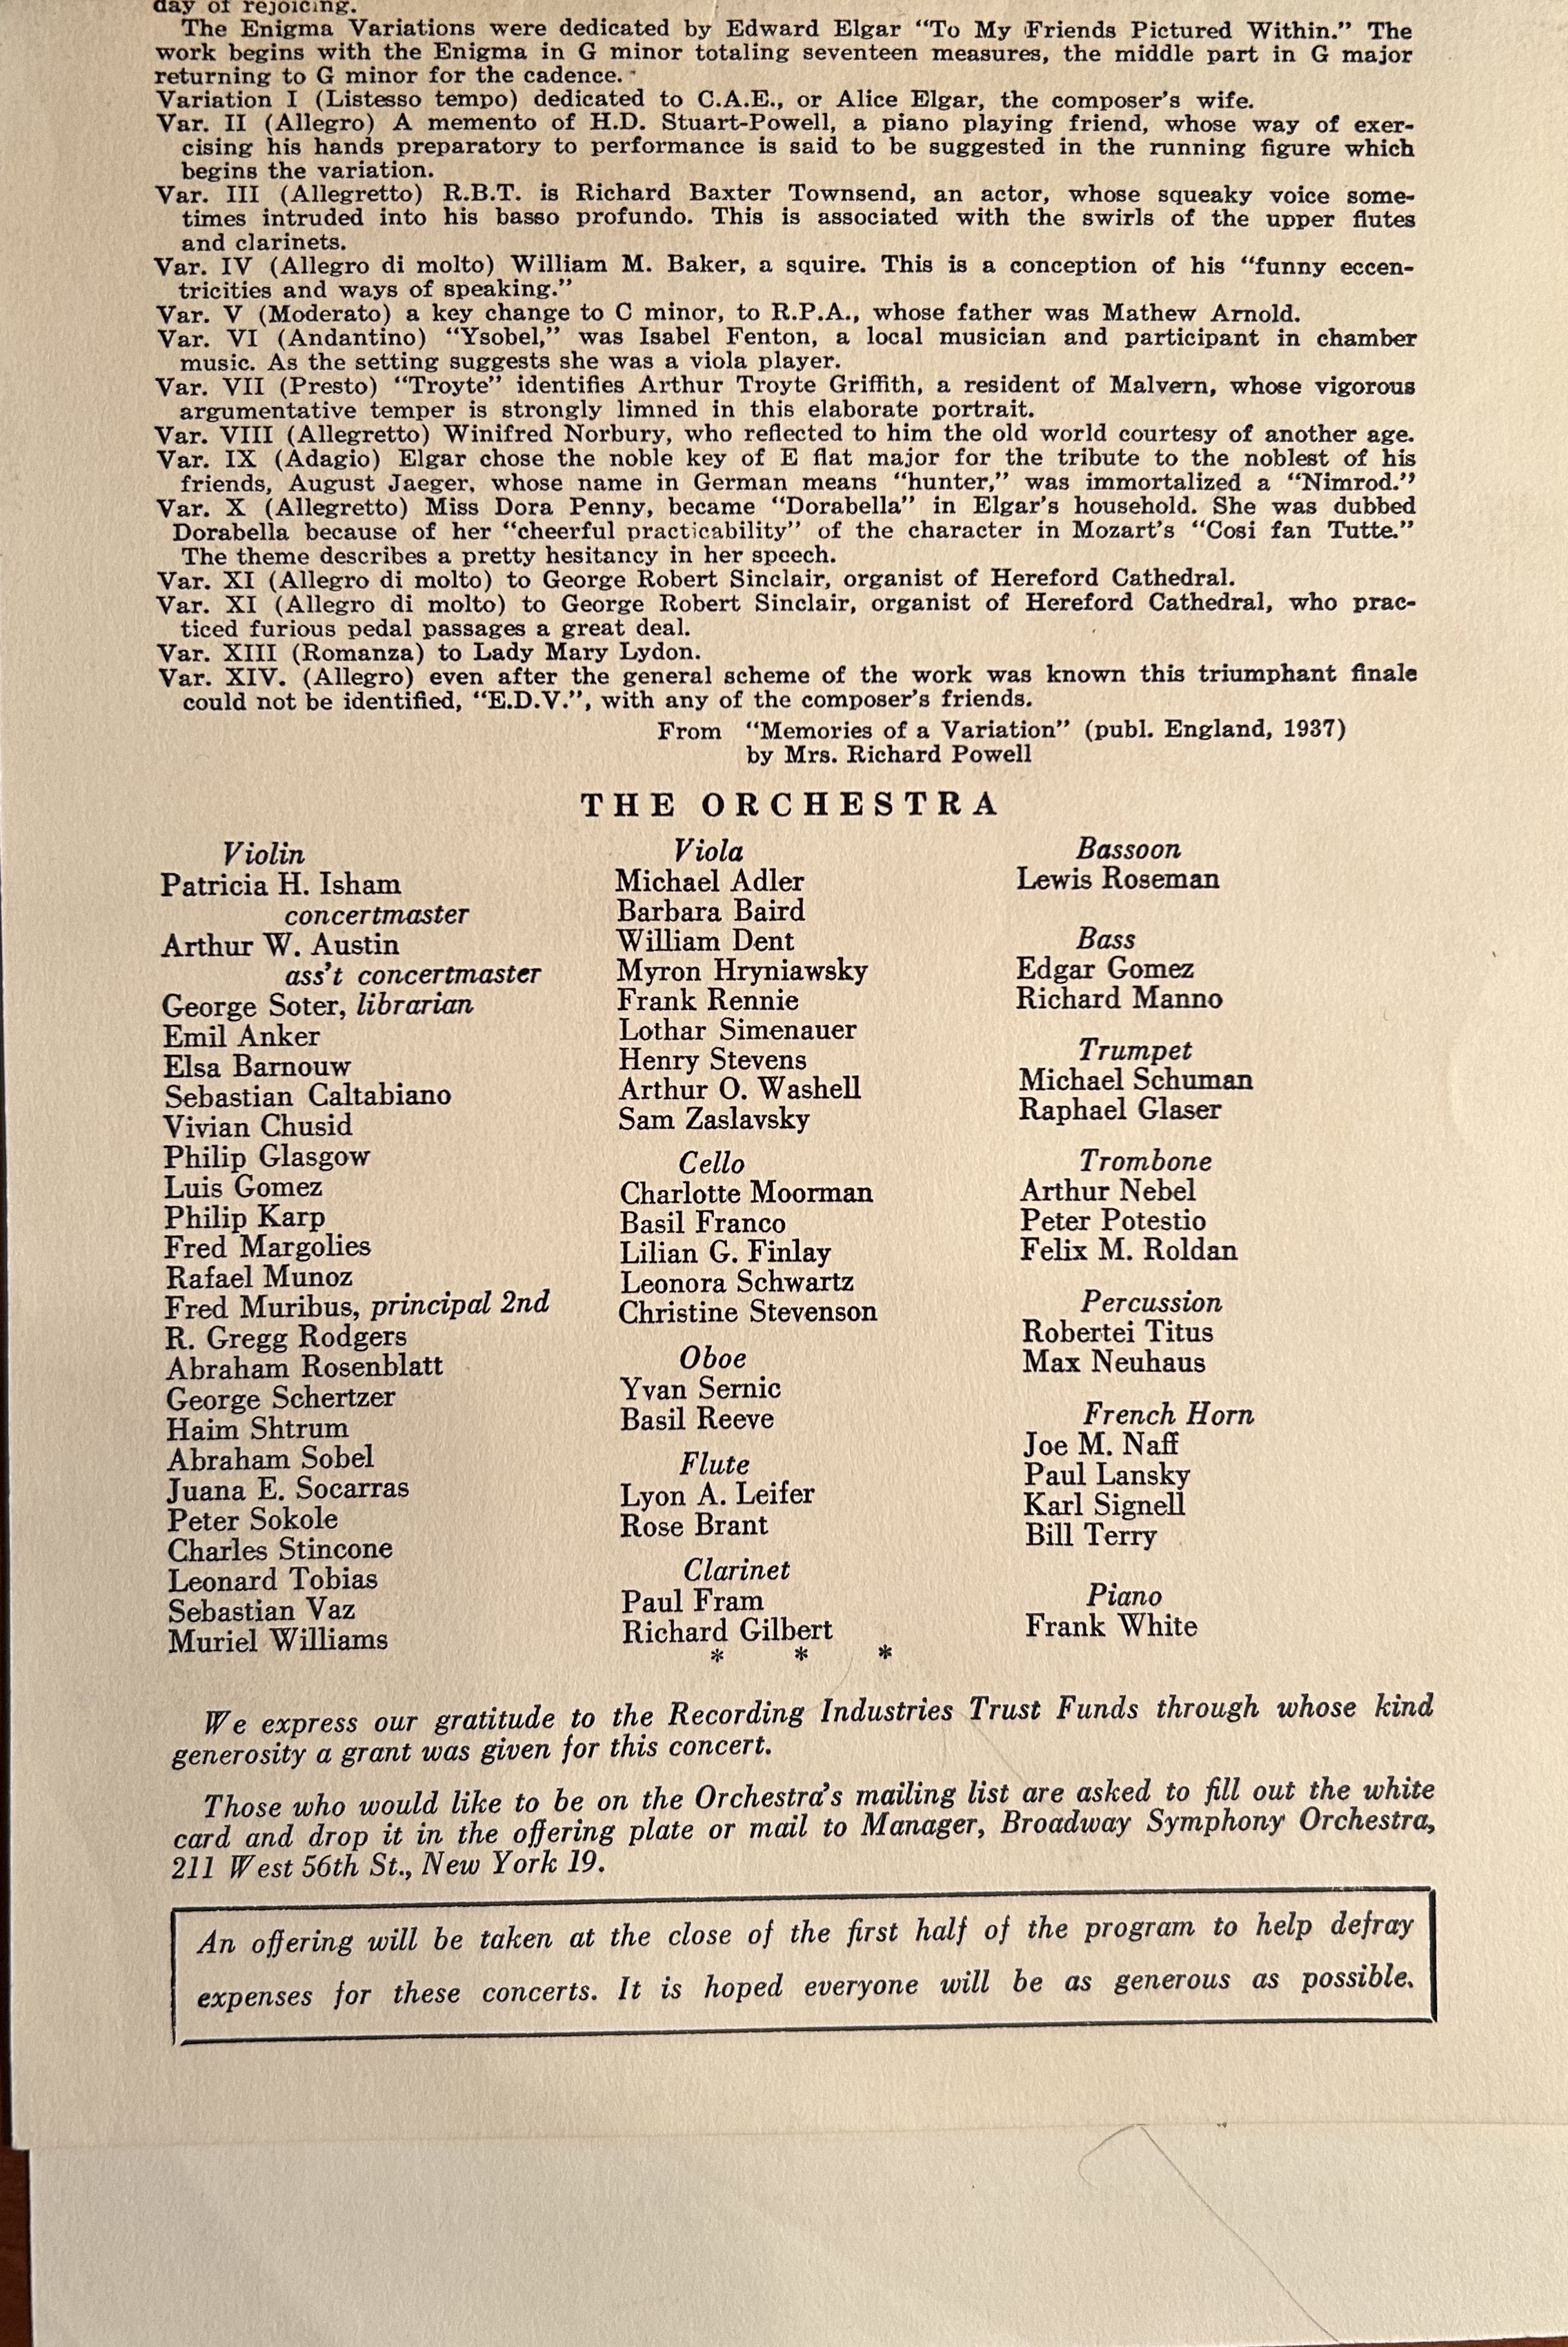 day of rejoicing.
The Enigma Variations were dedicated by Edward Elgar “To My Friends Pictured Within.” The
work begins with the Enigma in G minor totaling seventeen measures, the middle part in G major
returning to G minor for the cadence.
Variation I (Listesso tempo) dedicated to C.A.E., or Alice Elgar, the composer’s wife.
Var. II (Allegro) A memento of H.D. Stuart-Powell, a piano playing friend, whose way of exer-
cising his hands preparatory to performance is said to be suggested in the running figure which
begins the variation.
Var. III (Allegretto) R.B.T. is Richard Baxter Townsend, an actor, whose squeaky voice some-
times intruded into his basso profundo. This is associated with the swirls of the upper flutes
and clarinets.
Var. IV (Allegro di molto) William M. Baker, a squire. This is a conception of his “funny eccen-
tricities and ways of speaking.”
Var. V (Moderato) a key change to C minor, to R.P.A., whose father was Mathew Arnold.
Var. VI (Andantino) “Ysobel,” was Isabel Fenton, a local musician and participant in chamber
music. As the setting suggests she was a viola player.
Var. VII (Presto) “Troyte” identifies Arthur Troyte Griffith, a resident of Malvern, whose vigorous
argumentative temper is strongly limned in this elaborate portrait.
Var. VIII (Allegretto) Winifred Norbury, who reflected to him the old world courtesy of another age.
Var. IX (Adagio) Elgar chose the noble key of E flat major for the tribute to the noblest of his
friends, August Jaeger, whose name in German means “hunter,” was immortalized a “Nimrod.”
Var. X (Allegretto) Miss Dora Penny, became “Dorabella” in Elgar’s household. She was dubbed
Dorabella because of her “cheerful practicability” of the character in Mozart’s “Cosi fan Tutte.”
The theme describes a pretty hesitancy in her speech.
Var. XI (Allegro di molto) to George Robert Sinclair, organist of Hereford Cathedral.
Var. XI (Allegro di molto) to George Robert Sinclair, organist of Hereford Cathedral, who prac-
ticed furious pedal passages a great deal.
Var. XIII (Romanza) to Lady Mary Lydon.
Var. XIV. (Allegro) even after the general scheme of the work was known this triumphant finale
could not be identified, “E.D.V.”, with any of the composer’s friends.
From “Memories of a Variation” (publ. England, 1937)
by Mrs. Richard Powell
THE ORCHESTRA
Violin
Patricia H. Isham
concertmaster
Arthur W. Austin
ass’t concertmaster
George Soter, librarian
Emil Anker
Elsa Barnouw
Sebastian Caltabiano
Vivian Chusid
Philip Glasgow
Luis Gomez
Philip Karp
Fred Margolies
Rafael Munoz
Fred Muribus, principal 2nd
R. Gregg Rodgers
Abraham Rosenblatt
George Schertzer
Haim Shtrum
Abraham Sobel
Juana E. Socarras
Peter Sokole
Charles Stincone
Leonard Tobias
Sebastian Vaz
Muriel Williams
Viola
Michael Adler
Barbara Baird
William Dent
Myron Hryniawsky
Frank Rennie
Lothar Simenauer
Henry Stevens
Arthur O. Washell
Sam Zaslavsky
Cello
Charlotte Moorman
Basil Franco
Lilian G. Finlay
Leonora Schwartz
Christine Stevenson
Oboe
Yvan Sernic
Basil Reeve
Flute
Lyon A. Leifer
Rose Brant
Clarinet
Paul Fram
Richard Gilbert
Bassoon
Lewis Roseman
Bass
Edgar Gomez
Richard Manno
Trumpet
Michael Schuman
Raphael Glaser
Trombone
Arthur Nebel
Peter Potestio
Felix M. Roldan
Percussion
Robertei Titus
Max Neuhaus
French Horn
Joe M. Naff
Paul Lansky
Karl Signell
Bill Terry
Piano
Frank White
* * *
We express our gratitude to the Recording Industries Trust Funds through whose kind
generosity a grant was given for this concert.
Those who would like to be on the Orchestra’s mailing list are asked to fill out the white
card and drop it in the offering plate or mail to Manager, Broadway Symphony Orchestra,
211 West 56th St., New York 19.
An offering will be taken at the close of the first half of the program to help defray
expenses for these concerts. It is hoped everyone will be as generous as possible.